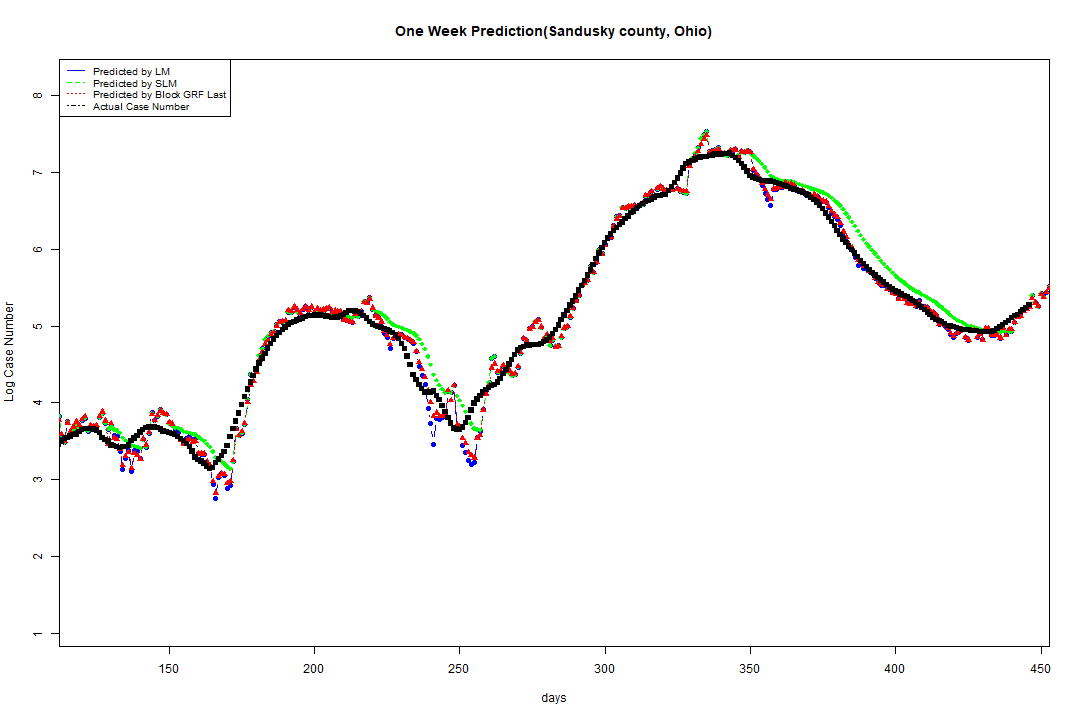 One Week Prediction(Sandusky county, Ohio)
Predicted by LM
Predicted by SLM
Predicted by Block GRF Last
Actual Case Number
8
7
6
5
4
3
2
1
Log Case Number
150 200 250 300 350 400 450
days